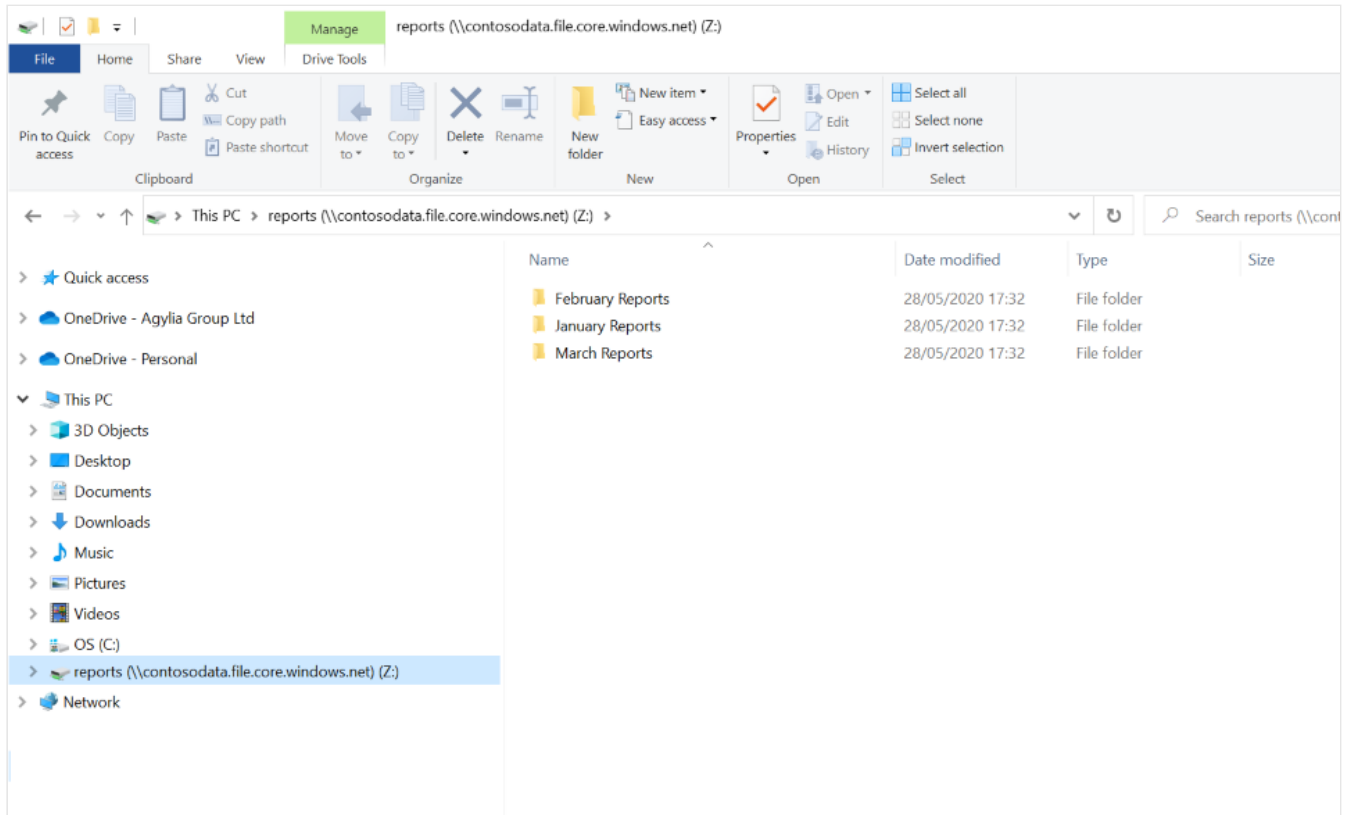 Manage reports (\\contosodata.file.core.windows.net) (Z:)
File Home Share View Drive Tools
Pin to Quick access
Copy
Paste
Cut
Copy path
Paste shortcut
Clipboard
Move to
Copy to
Delete
Rename
Organize
New folder
New item
Easy access
New
Properties
Open
Edit
History
Open
Select all
Select none
Invert selection
Select
This PC > reports (\\contosodata.file.core.windows.net) (Z:) >
Search reports (\\cont
Quick access
OneDrive - Agylia Group Ltd
OneDrive - Personal
This PC
3D Objects
Desktop
Documents
Downloads
Music
Pictures
Videos
OS (C:)
reports (\\contosodata.file.core.windows.net) (Z:)
Network
Name Date modified Type Size
February Reports 28/05/2020 17:32 File folder
January Reports 28/05/2020 17:32 File folder
March Reports 28/05/2020 17:32 File folder